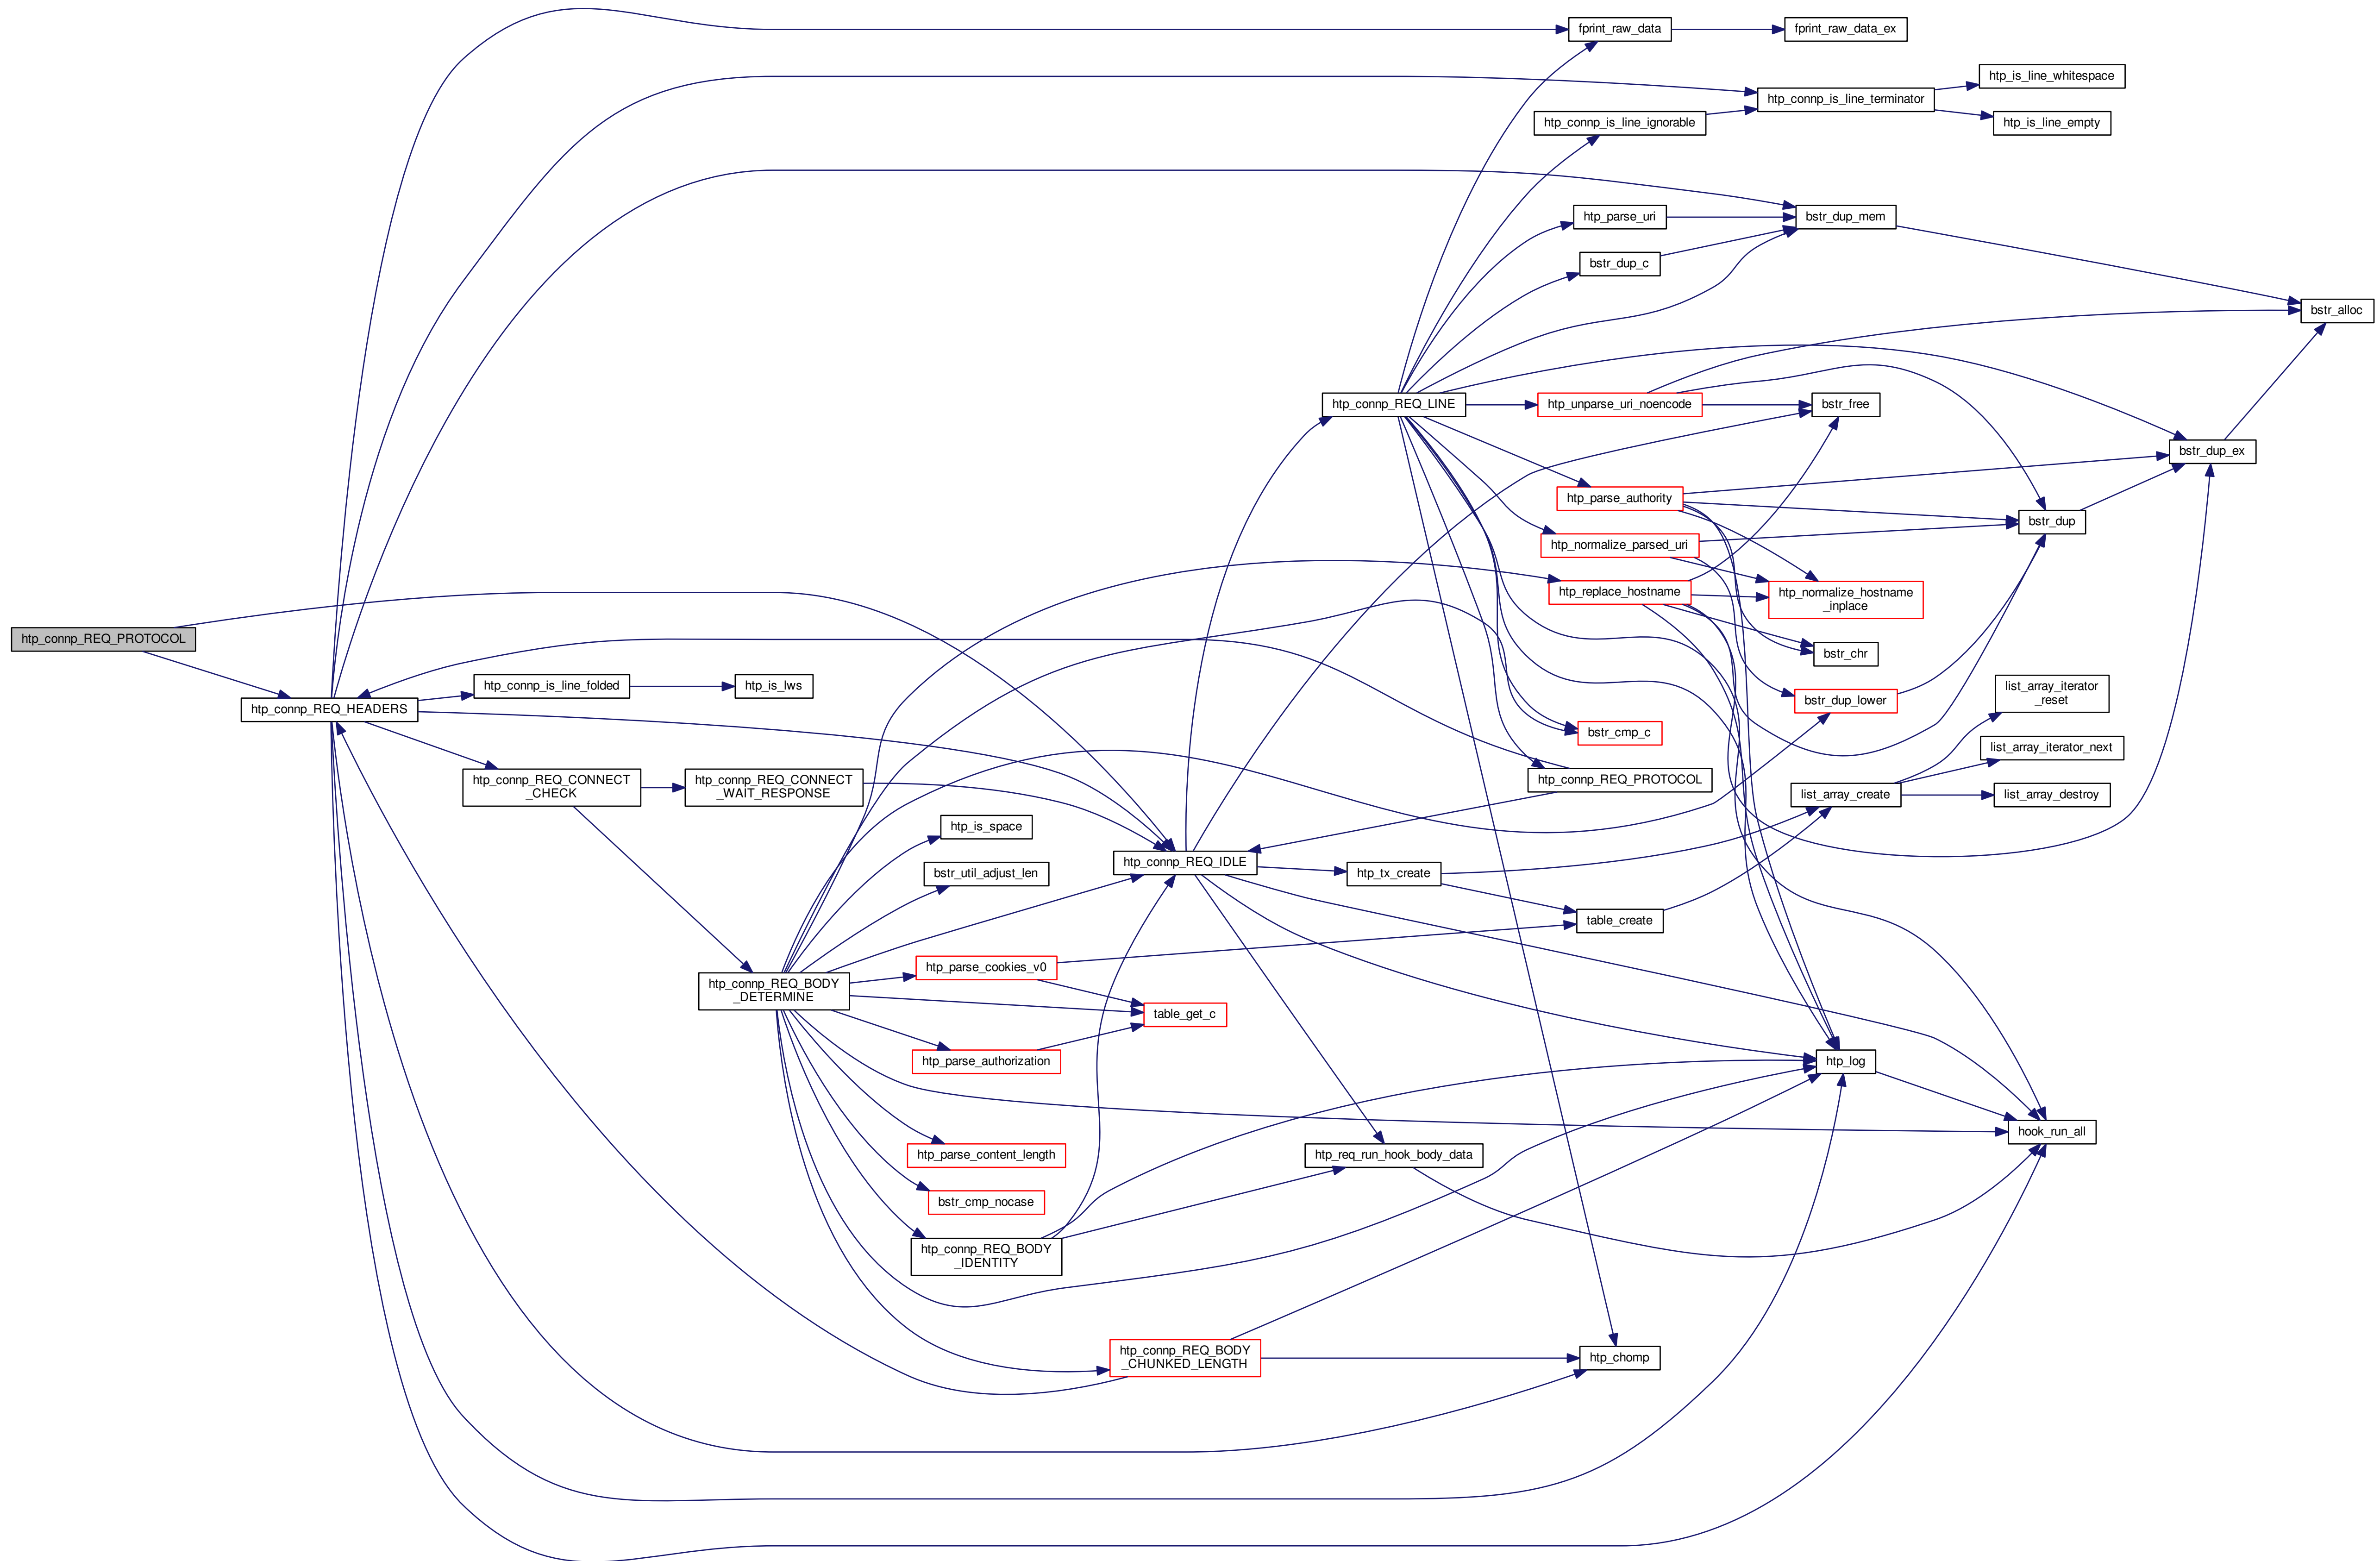 fprint_raw_data
fprint_raw_data_ex
htp_is_line_whitespace
htp_connp_is_line_terminator
htp_connp_is_line_ignorable
htp_is_line_empty
htp_parse_uri
bstr_dup_mem
bstr_dup_c
bstr_alloc
htp_connp_REQ_LINE
htp_unparse_uri_noencode
bstr_free
bstr_dup_ex
htp_parse_authority
bstr_dup
htp_normalize_parsed_uri
htp_replace_hostname
htp_normalize_hostname
_inplace
htp_connp_REQ_PROTOCOL
bstr_chr
htp_connp_is_line_folded
htp_is_lws
list_array_iterator
_reset
bstr_dup_lower
htp_connp_REQ_HEADERS
bstr_cmp_c
list_array_iterator_next
htp_connp_REQ_CONNECT
_CHECK
htp_connp_REQ_CONNECT
_WAIT_RESPONSE
htp_connp_REQ_PROTOCOL
list_array_create
list_array_destroy
htp_is_space
htp_connp_REQ_IDLE
bstr_util_adjust_len
htp_tx_create
table_create
htp_parse_cookies_v0
htp_connp_REQ_BODY
_DETERMINE
table_get_c
htp_parse_authorization
htp_log
hook_run_all
htp_parse_content_length
htp_req_run_hook_body_data
bstr_cmp_nocase
htp_connp_REQ_BODY
_IDENTITY
htp_connp_REQ_BODY
_CHUNKED_LENGTH
htp_chomp